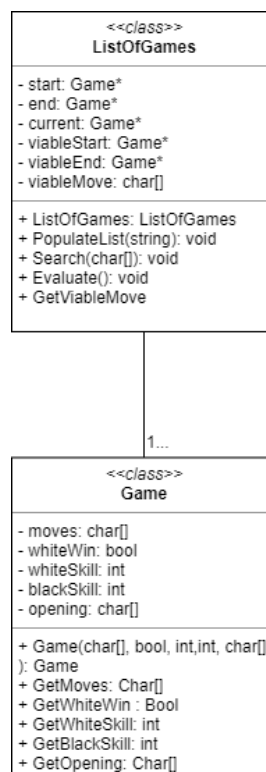 <<class>>
ListOfGames
- start: Game*
- end: Game*
- current: Game*
- viableStart: Game*
- viableEnd: Game*
- viableMove: char[]
+ ListOfGames: ListOfGames
+ PopulateList(string): void
+ Search(char[]): void
+ Evaluate(): void
+ GetViableMove
1...
<<class>>
Game
- moves: char[]
- whiteWin: bool
- whiteSkill: int
- blackSkill: int
- opening: char[]
+ Game(char[], bool, int,int, char[]
): Game
+ GetMoves: Char[]
+ GetWhiteWin : Bool
+ GetWhiteSkill: int
+ GetBlackSkill: int
+ GetOpening: Char[]